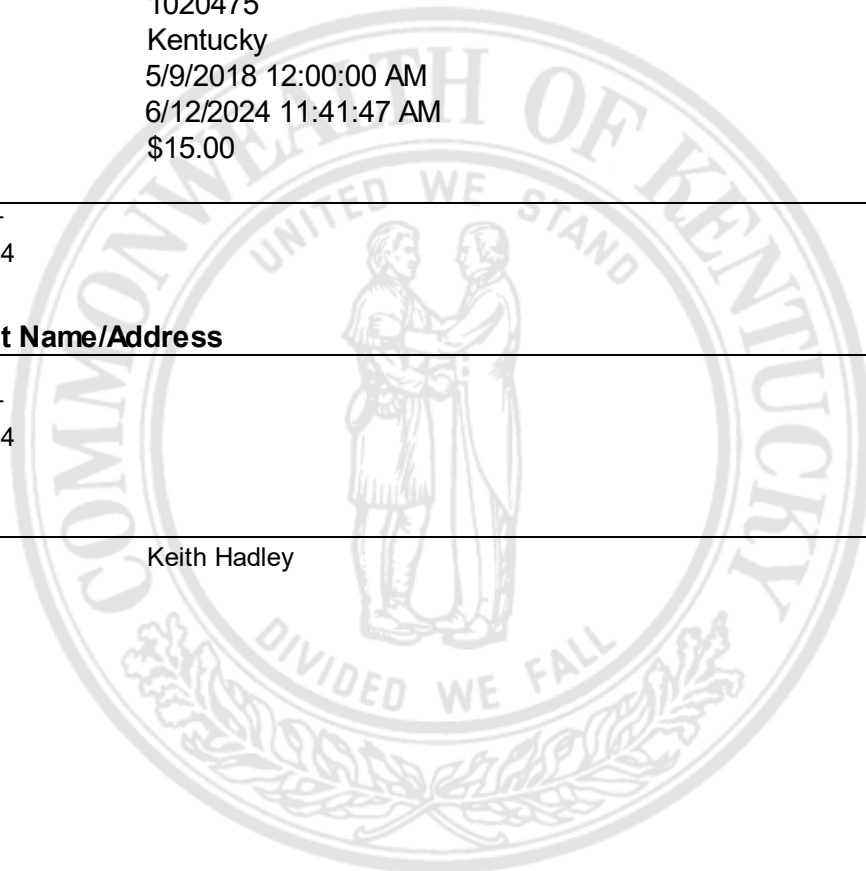 1020475
Kentucky
5/9/2018 12:00:00 AM
6/12/2024 11:41:47 AM
$15.00
4
t Name/Address
4
Keith Hadley
COMMONWEALTH OF KENTUCKY
UNITED WE STAND
DIVIDED WE FALL